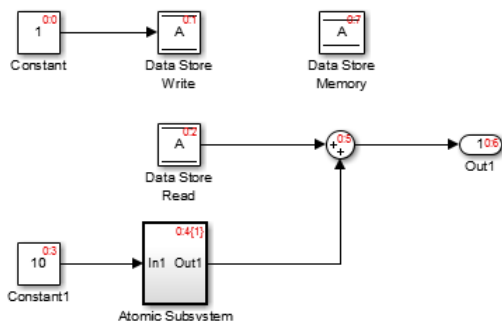 0:0
1
Constant
0:1
A
Data Store
Write
0:7
A
Data Store
Memory
0:2
A
Data Store
Read
0:5
++
1
0:6
Out1
0:3
10
Constant1
0:4{1}
In1 Out1
Atomic Subsystem